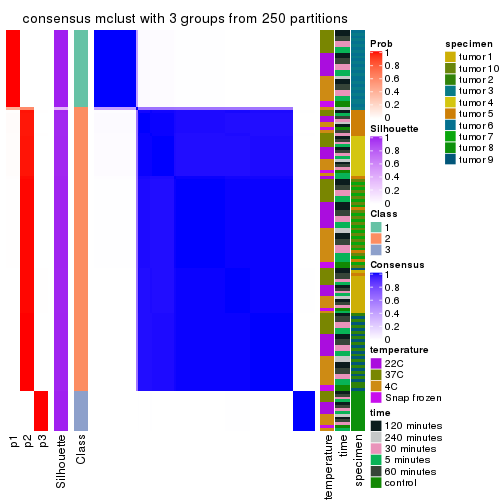 consensus mclust with 3 groups from 250 partitions
p1
p2
p3
Silhouette
Class
temperature
time
specimen
Prob
1
0.8
0.6
0.4
0.2
0
Silhouette
1
0.8
0.6
0.4
0.2
0
Class
1
2
3
Consensus
1
0.8
0.6
0.4
0.2
0
temperature
22C
37C
4C
Snap frozen
time
120 minutes
240 minutes
30 minutes
5 minutes
60 minutes
control
specimen
tumor 1
tumor 10
tumor 2
tumor 3
tumor 4
tumor 5
tumor 6
tumor 7
tumor 8
tumor 9